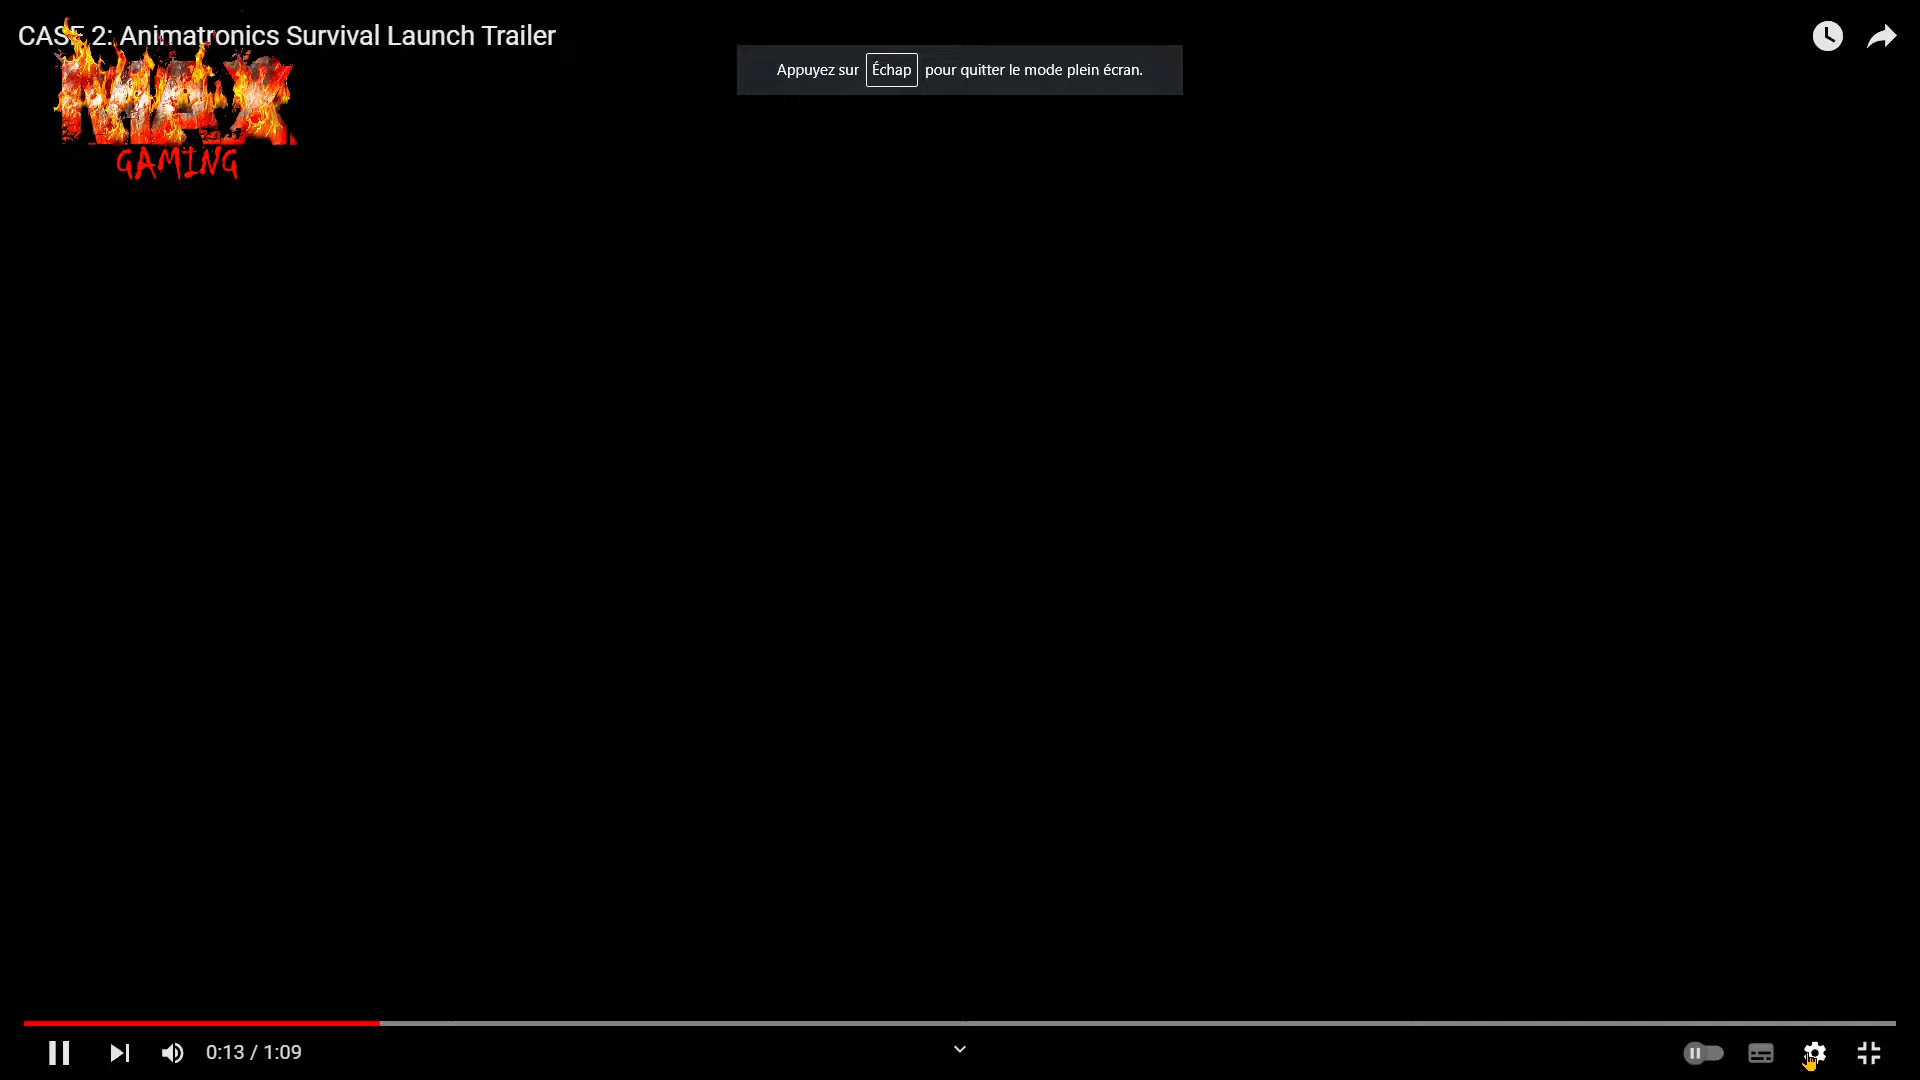 CASE 2: Animatronics Survival Launch Trailer
Appuyez sur Échap pour quitter le mode plein écran.
MAX
GAMING
0:13 / 1:09